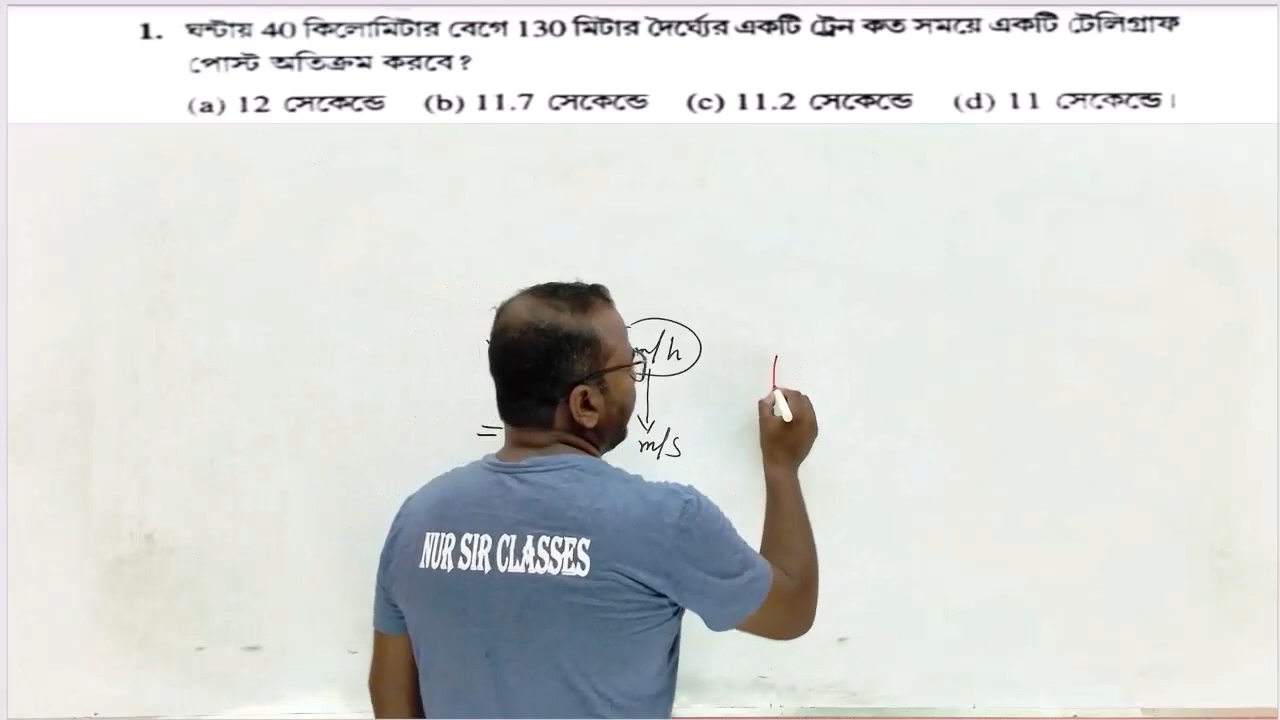 1. ঘন্টায় 40 কিলোমিটার বেগে 130 মিটার দৈর্ঘ্যের একটি ট্রেন কত সময়ে একটি টেলিগ্রাফ
পোস্ট অতিক্রম করবে?
(a) 12 সেকেন্ডে (b) 11.7 সেকেন্ডে (c) 11.2 সেকেন্ডে (d) 11 সেকেন্ডে।
m/h
=
m/s
NUR SIR CLASSES